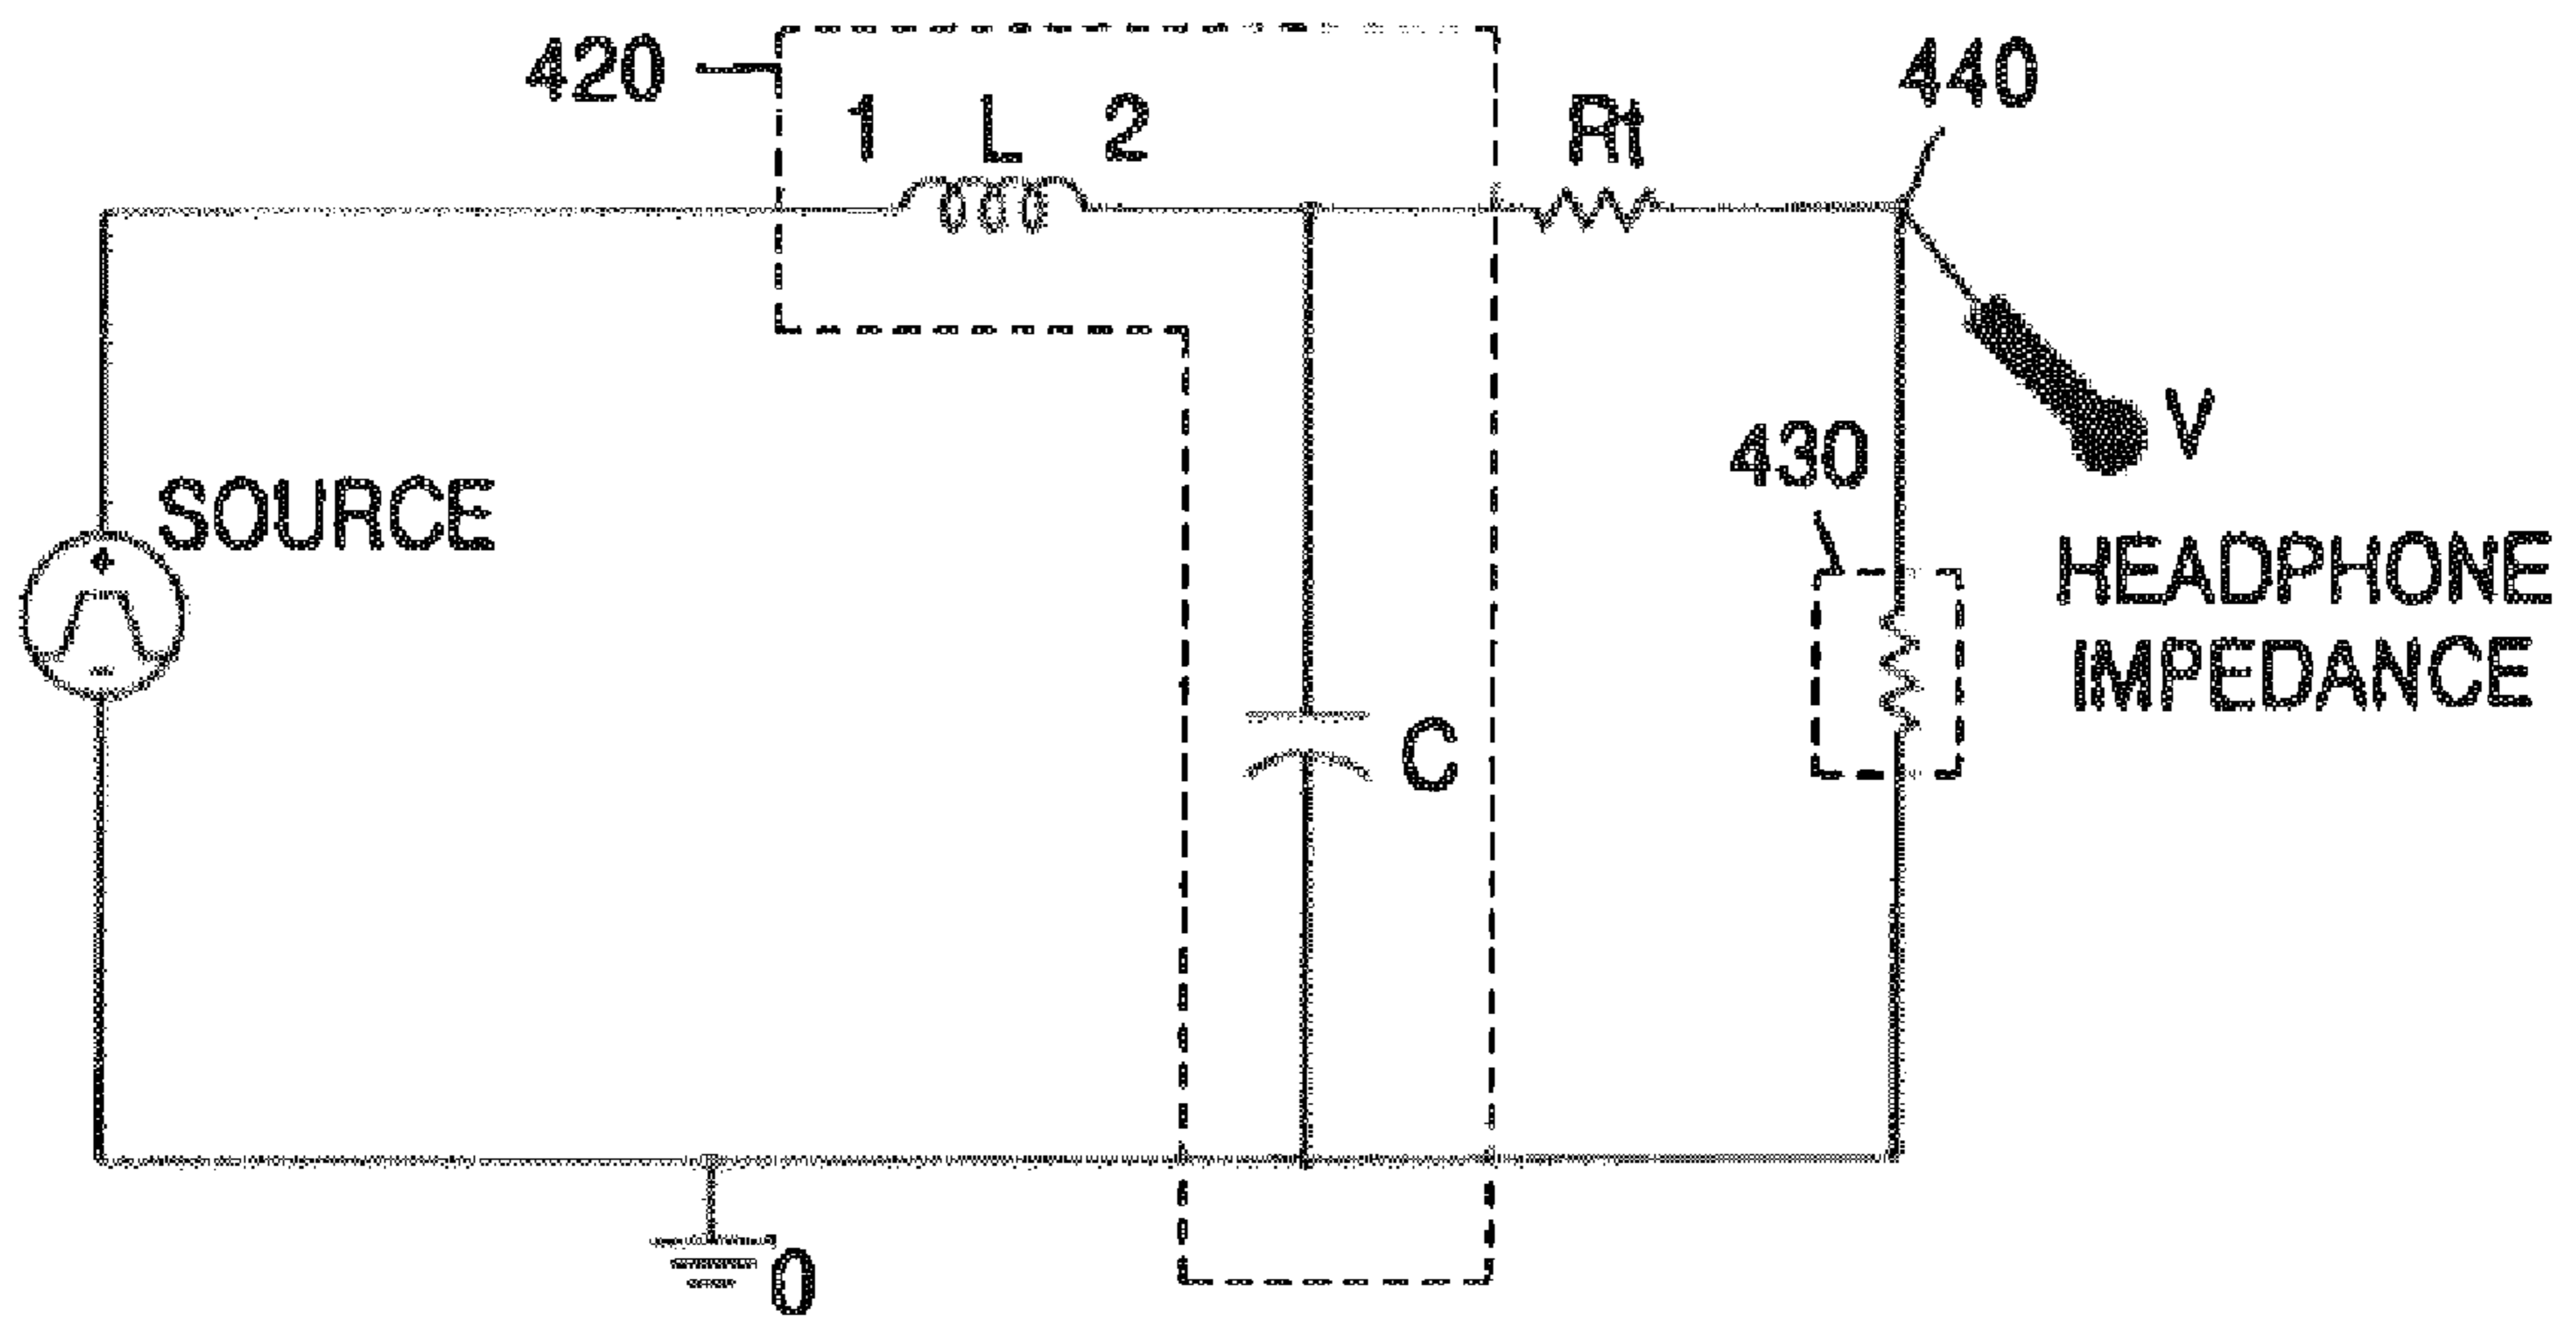 420
1 L 2
Rt
440
SOURCE
430
V
HEADPHONE
IMPEDANCE
C
0